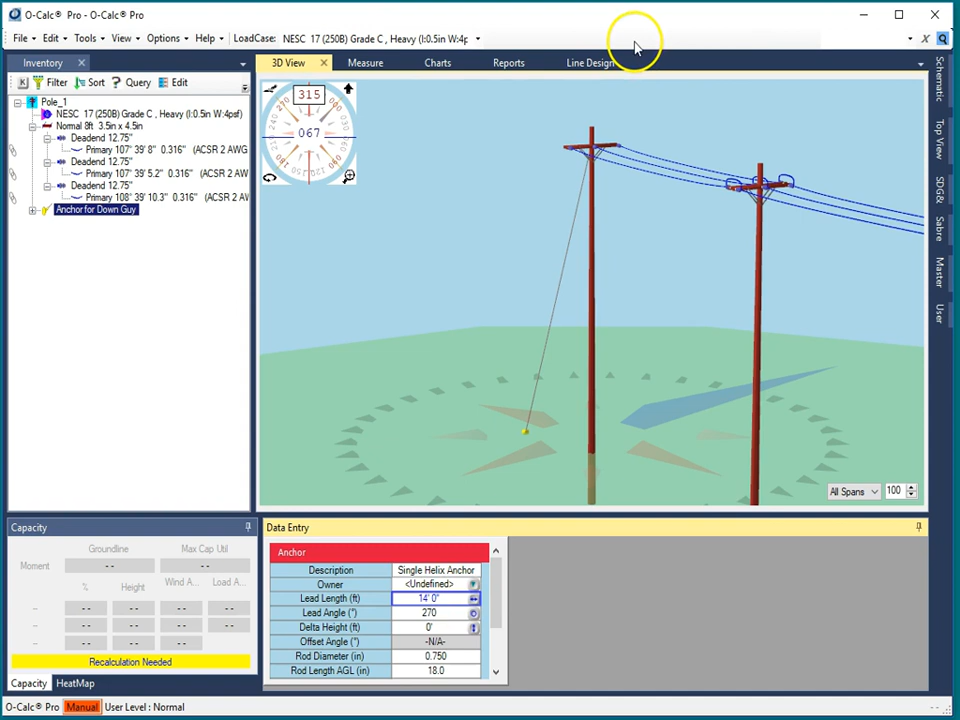 O-Calc® Pro - O-Calc® Pro
File Edit Tools View Options Help LoadCase: NESC 17 (250B) Grade C , Heavy (I:0.5in W:4p
Inventory
3D View Measure Charts Reports Line Design
K Filter Sort ? Query Edit
Pole_1
NESC 17 (250B) Grade C , Heavy (I:0.5in W:4psf)
Normal 8ft 3.5in x 4.5in
Deadend 12.75"
Primary 107° 39' 8" 0.316" (ACSR 2 AWG
Deadend 12.75"
Primary 107° 39' 5.2" 0.316" (ACSR 2 AWG
Deadend 12.75"
Primary 108° 39' 10.3" 0.316" (ACSR 2 AWG
Anchor for Down Guy
315
067
Schematic
Top View
SDG&
Sabre
Master
User
All Spans 100
Capacity
Groundline Max Cap Util
Moment -- --
% Height Wind A... Load A...
-- -- -- -- --
-- -- -- -- --
-- -- -- --
Recalculation Needed
Capacity HeatMap
Data Entry
Anchor
Description Single Helix Anchor
Owner <Undefined>
Lead Length (ft) 14' 0"
Lead Angle (°) 270
Delta Height (ft) 0'
Offset Angle (°) -N/A-
Rod Diameter (in) 0.750
Rod Length AGL (in) 18.0
O-Calc® Pro Manual User Level : Normal